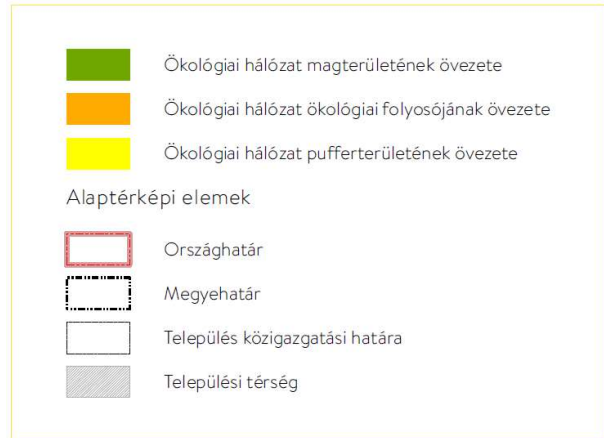 Ökológiai hálózat magterületének övezete
Ökológiai hálózat ökológiai folyosójának övezete
Ökológiai hálózat pufferterületének övezete
Alaptérképi elemek
Országhatár
Megyehatár
Település közigazgatási határa
Települési térség